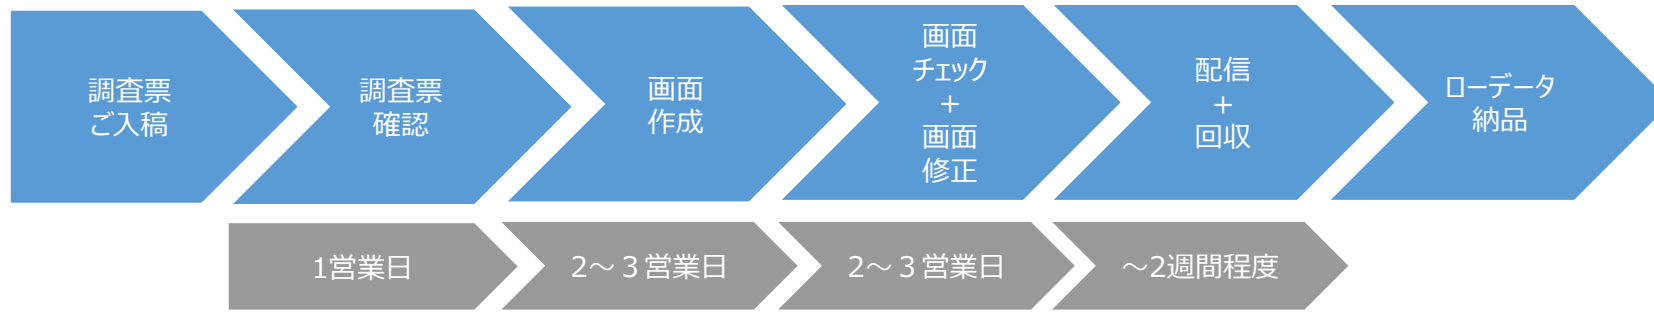 調査票
ご入稿
調査票
確認
画面
作成
画面
チェック
+
画面
修正
配信
+
回収
ローデータ
納品
1営業日
2～３営業日
2～３営業日
～2週間程度